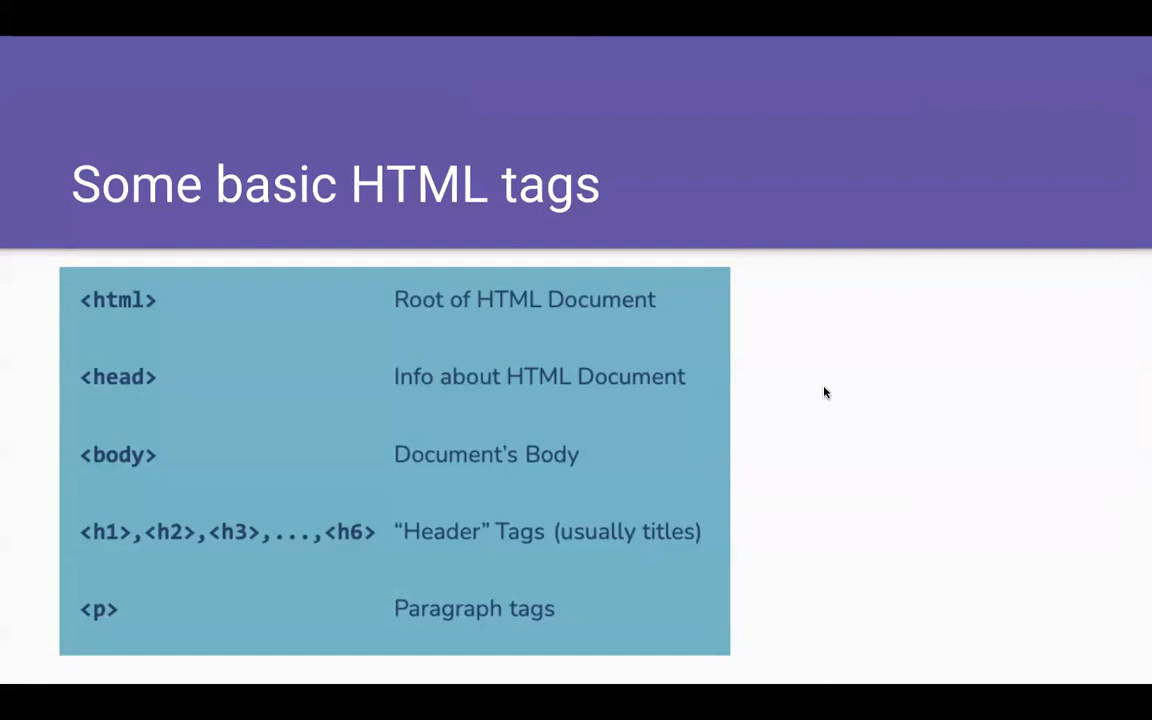 Some basic HTML tags
<html> Root of HTML Document
<head> Info about HTML Document
<body> Document’s Body
<h1>,<h2>,<h3>,...,<h6> “Header” Tags (usually titles)
<p> Paragraph tags